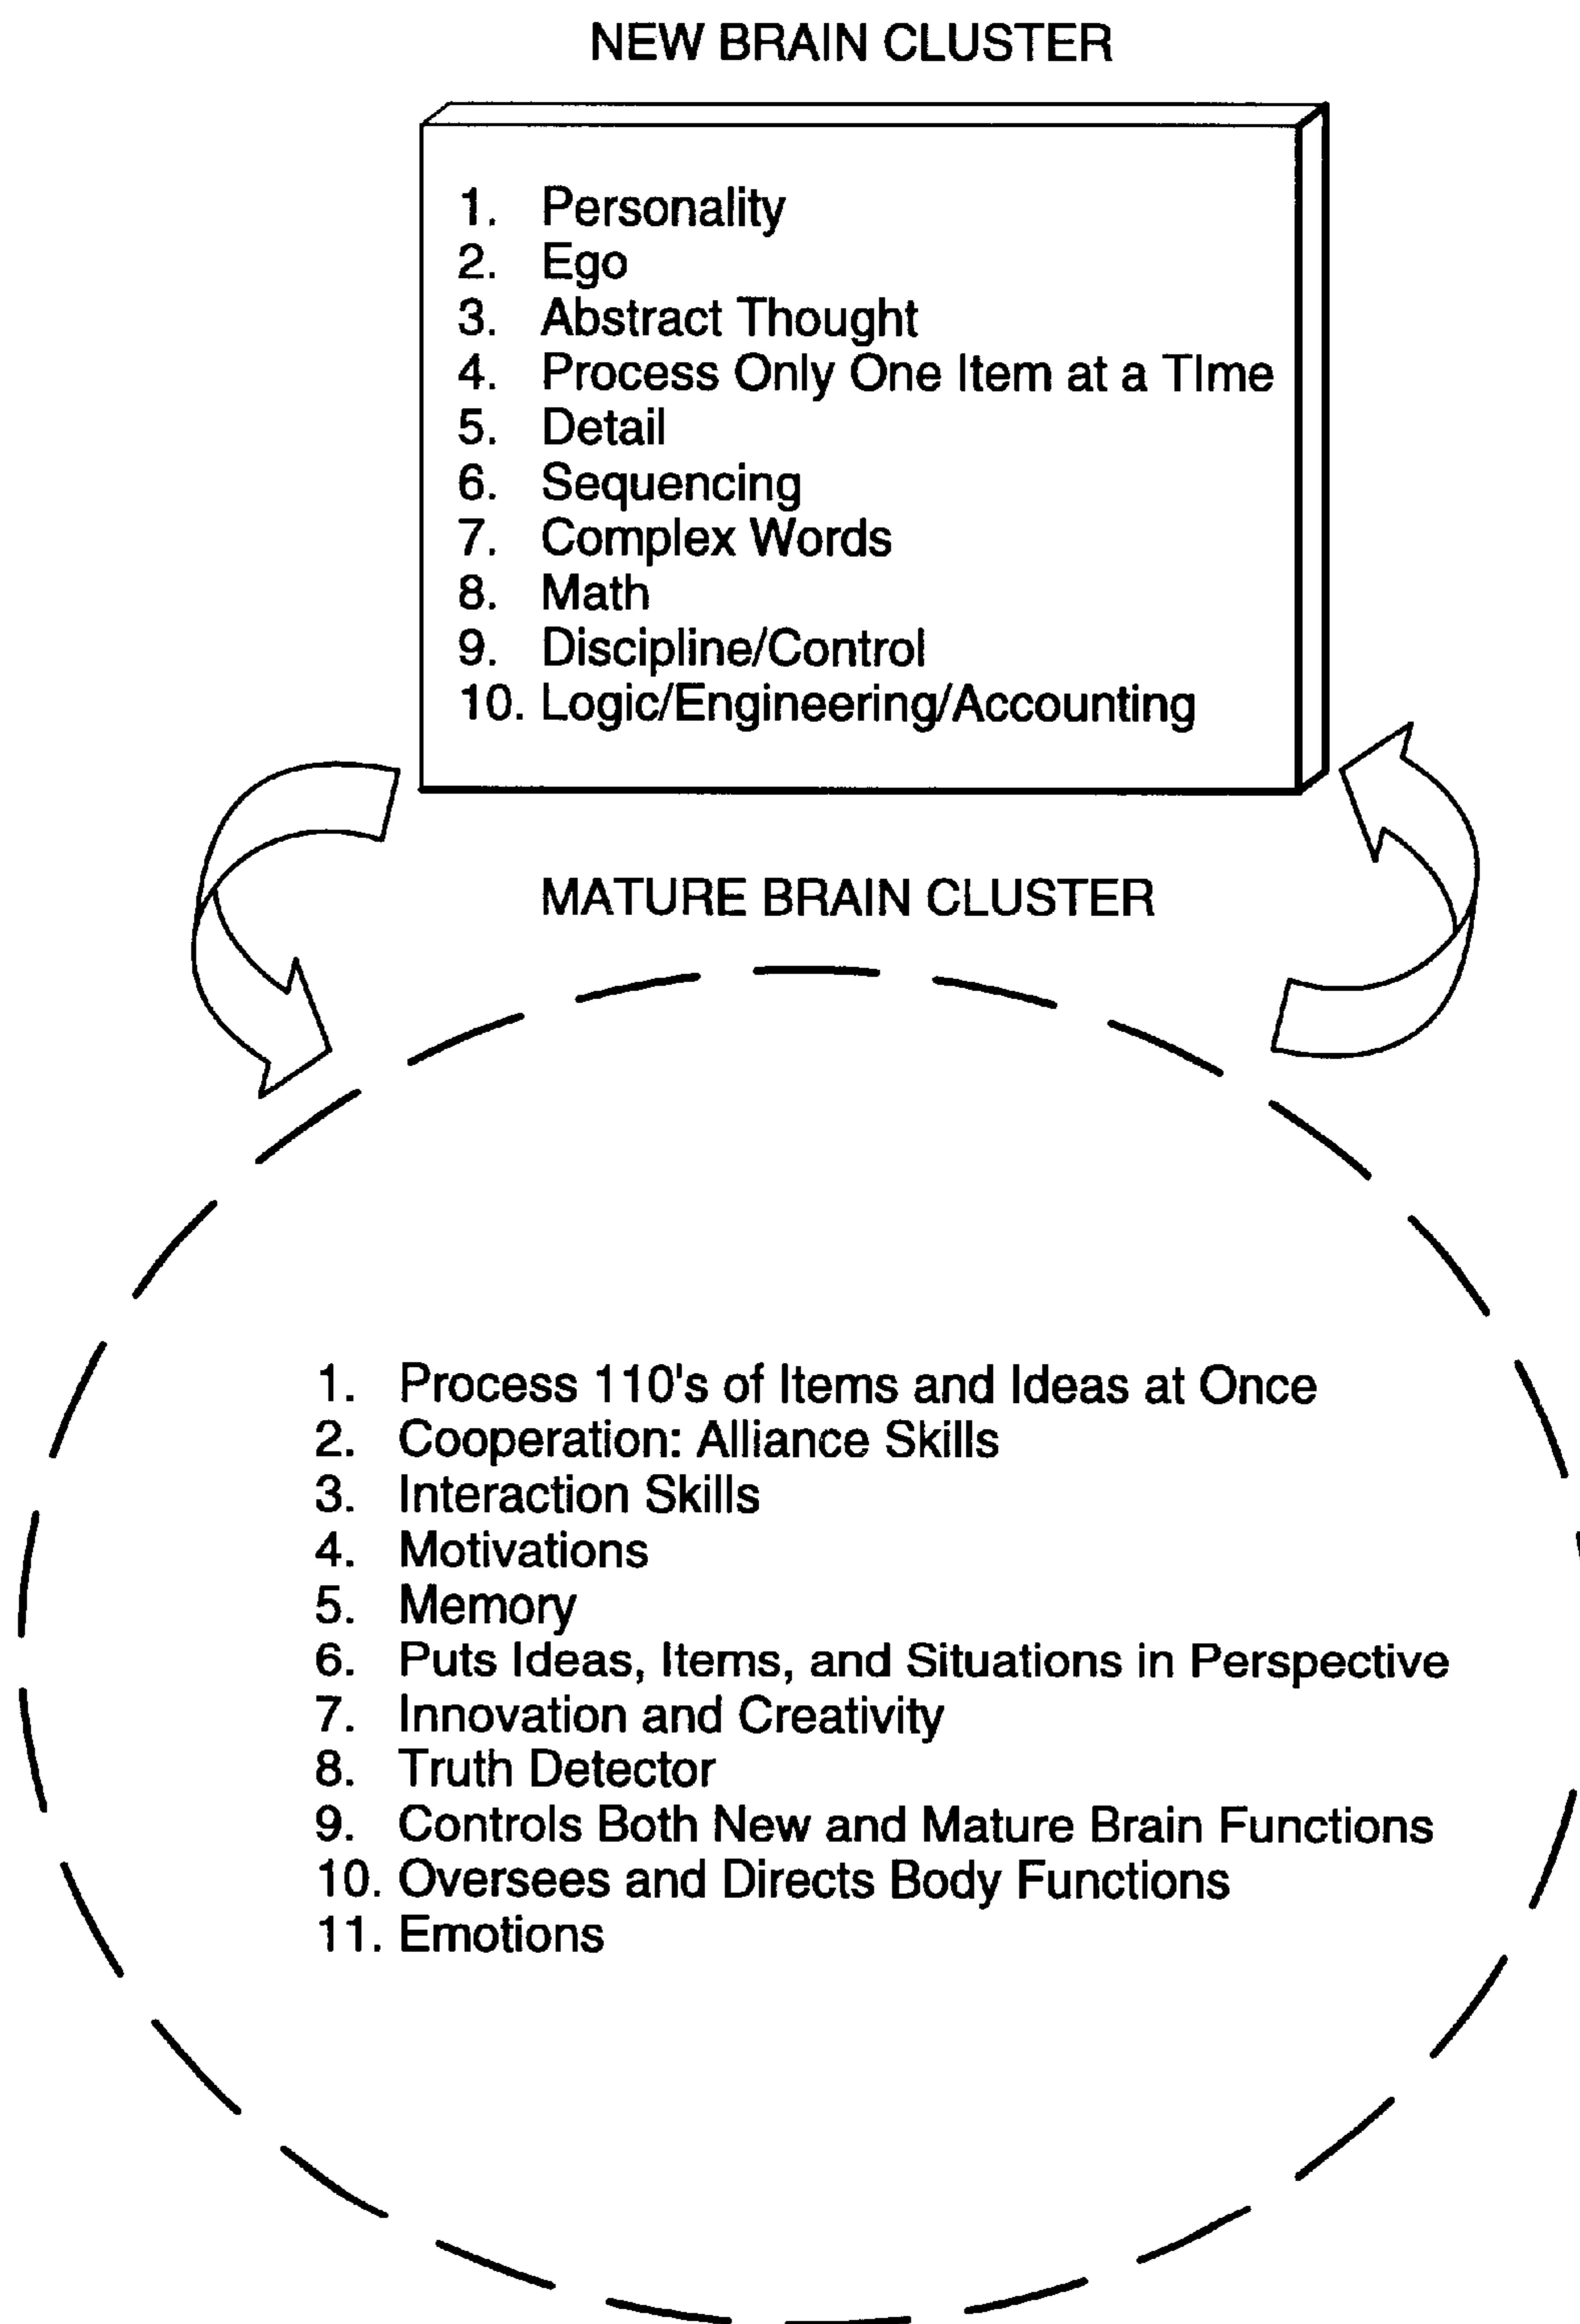 NEW BRAIN CLUSTER
1. Personality
2. Ego
3. Abstract Thought
4. Process Only One Item at a TIme
5. Detail
6. Sequencing
7. Complex Words
8. Math
9. Discipline/Control
10. Logic/Engineering/Accounting
MATURE BRAIN CLUSTER
1. Process 110's of Items and Ideas at Once
2. Cooperation: Alliance Skills
3. Interaction Skills
4. Motivations
5. Memory
6. Puts Ideas, Items, and Situations in Perspective
7. Innovation and Creativity
8. Truth Detector
9. Controls Both New and Mature Brain Functions
10. Oversees and Directs Body Functions
11. Emotions